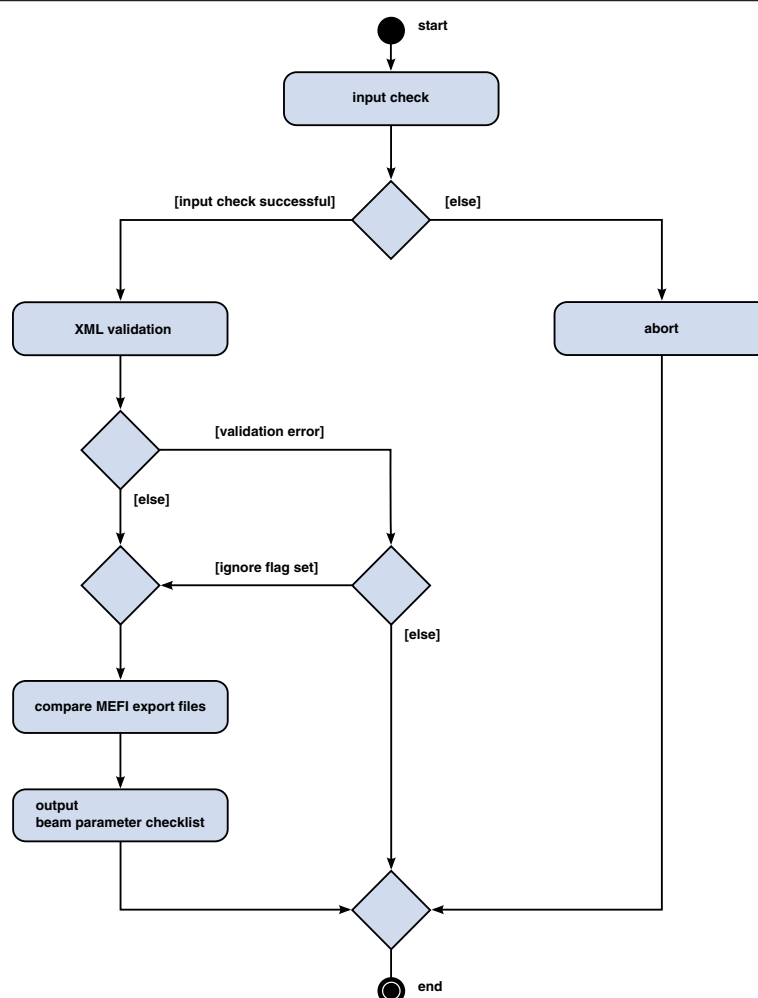 start
input check
[input check successful]
[else]
XML validation
abort
[validation error]
[else]
[ignore flag set]
[else]
compare MEFI export files
output
beam parameter checklist
end